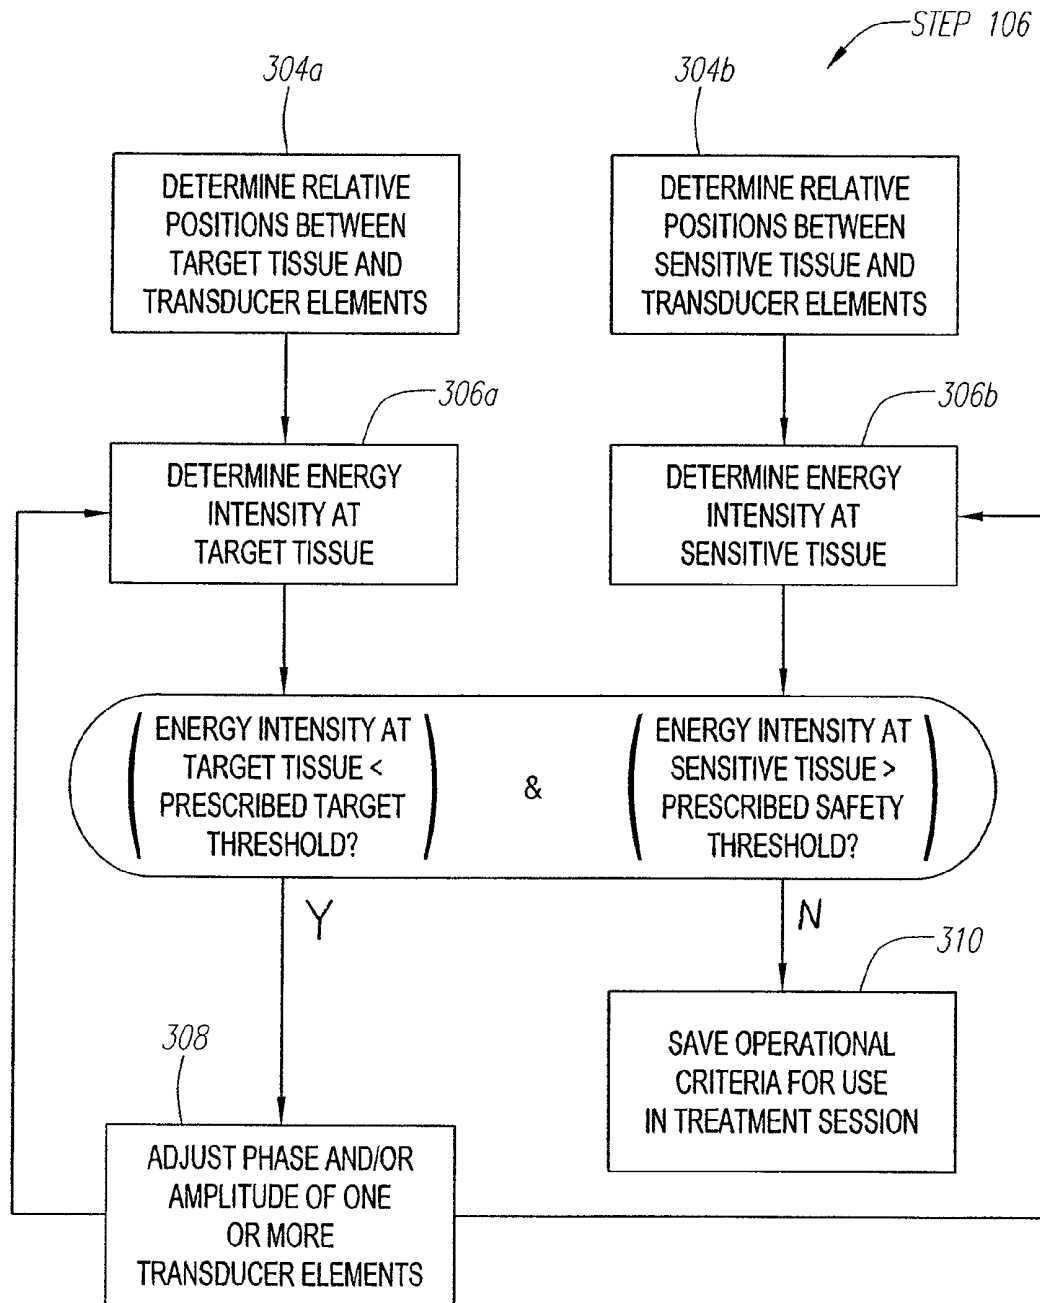 STEP 106
304a
304b
DETERMINE RELATIVE
POSITIONS BETWEEN
TARGET TISSUE AND
TRANSDUCER ELEMENTS
DETERMINE RELATIVE
POSITIONS BETWEEN
SENSITIVE TISSUE AND
TRANSDUCER ELEMENTS
306a
306b
DETERMINE ENERGY
INTENSITY AT
TARGET TISSUE
DETERMINE ENERGY
INTENSITY AT
SENSITIVE TISSUE
ENERGY INTENSITY AT
TARGET TISSUE <
PRESCRIBED TARGET
THRESHOLD?
&
ENERGY INTENSITY AT
SENSITIVE TISSUE >
PRESCRIBED SAFETY
THRESHOLD?
Y
N
310
SAVE OPERATIONAL
CRITERIA FOR USE
IN TREATMENT SESSION
308
ADJUST PHASE AND/OR
AMPLITUDE OF ONE
OR MORE
TRANSDUCER ELEMENTS